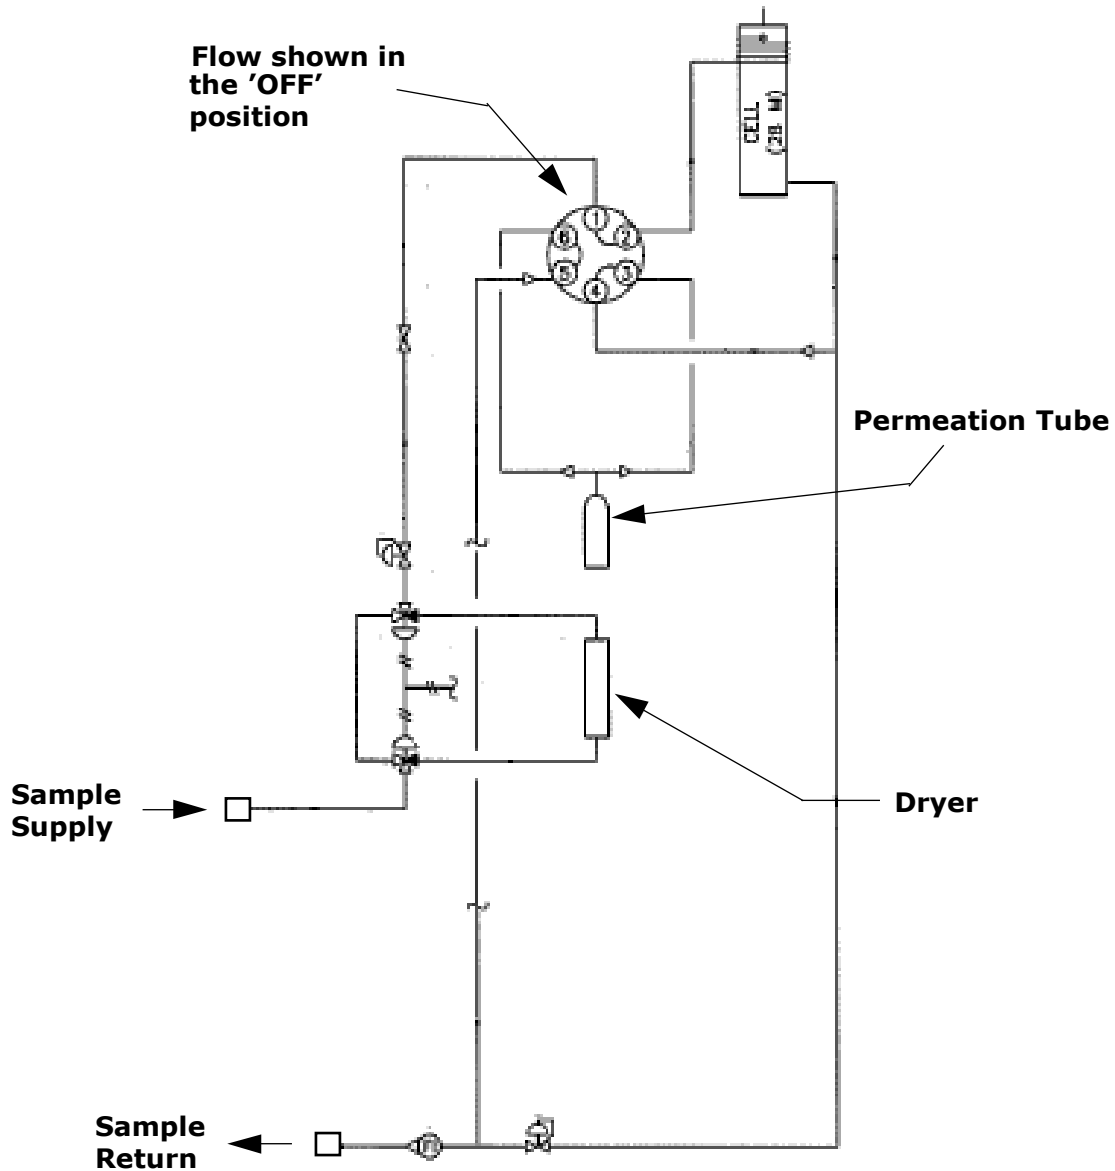 Flow shown in
the ’OFF’
position
CELL
(28 M)
1
6
2
5
3
4
Permeation Tube
Sample
Supply
Dryer
Sample
Return